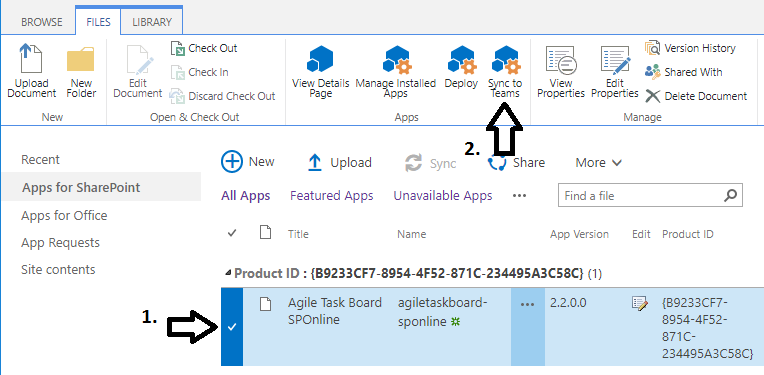 BROWSE FILES LIBRARY
Upload Document
New Folder
New
Edit Document
Check Out
Check In
Discard Check Out
Open & Check Out
View Details Page
Manage Installed Apps
Deploy
Sync to Teams
Apps
View Properties
Edit Properties
Version History
Shared With
Delete Document
Manage
2.
Recent
Apps for SharePoint
Apps for Office
App Requests
Site contents
New Upload Sync Share More
All Apps Featured Apps Unavailable Apps ••• Find a file
Title Name App Version Edit Product ID
Product ID : {B9233CF7-8954-4F52-871C-234495A3C58C} (1)
1.
Agile Task Board SPOnline
agiletaskboard-sponline
•••
2.2.0.0
{B9233CF7-
8954-4F52-
871C-
234495A3C58C}